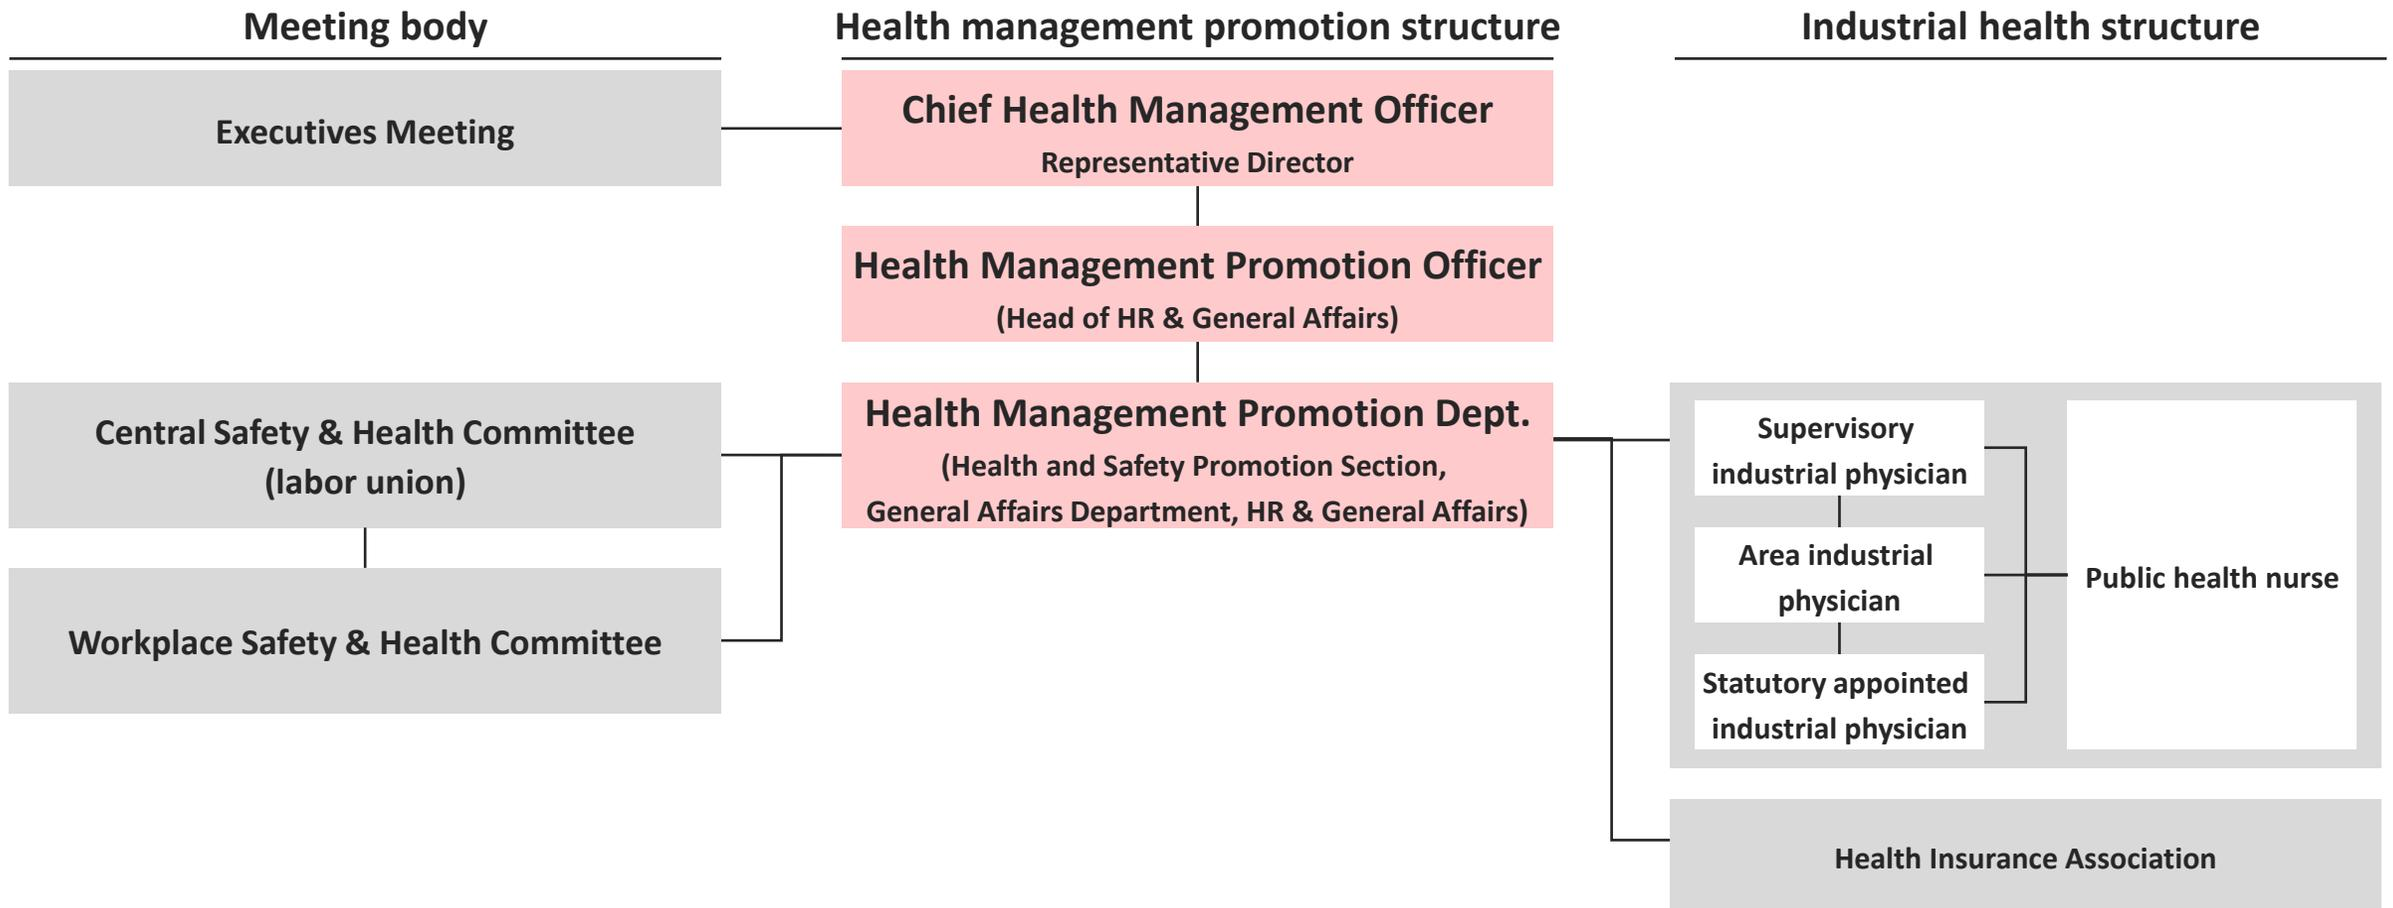 Meeting body
Health management promotion structure
Industrial health structure
Executives Meeting
Chief Health Management Officer
Representative Director
Health Management Promotion Officer
(Head of HR & General Affairs)
Central Safety & Health Committee
(labor union)
Workplace Safety & Health Committee
Health Management Promotion Dept.
(Health and Safety Promotion Section,
General Affairs Department, HR & General Affairs)
Supervisory
industrial physician
Area industrial
physician
Statutory appointed
industrial physician
Public health nurse
Health Insurance Association